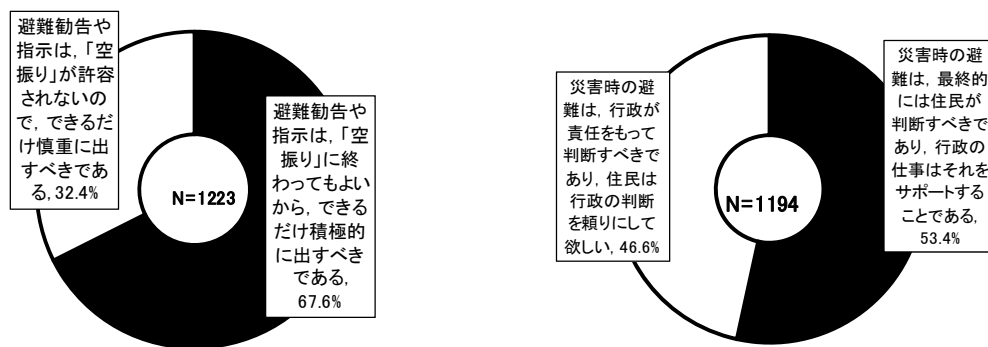 避難勧告や
指示は,「空
振り」が許容
されないの
で, できるだ
け慎重に出
すべきであ
る, 32.4%
N=1223
避難勧告や
指示は,「空
振り」に終
わってもよい
から, できる
だけ積極的
に出すべき
である,
67.6%
災害時の避
難は, 行政が
責任をもって
判断すべきで
あり, 住民は
行政の判断
を頼りにして
欲しい, 46.6%
N=1194
災害時の避
難は, 最終的
には住民が
判断すべきで
あり, 行政の
仕事はそれを
サポートする
ことである,
53.4%